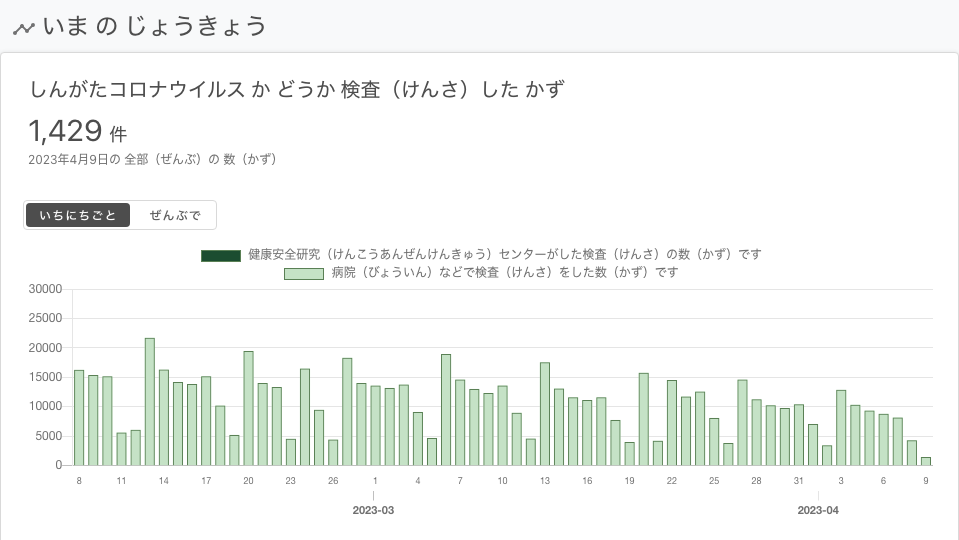 いま の じょうきょう
しんがたコロナウイルス か どうか 検査（けんさ）した かず
1,429 件
2023年4月9日の 全部（ぜんぶ）の 数（かず）
いちにちごと ぜんぶで
健康安全研究（けんこうあんぜんけんきゅう）センターがした検査（けんさ）の数（かず）です
病院（びょういん）などで検査（けんさ）をした数（かず）です
30000
25000
20000
15000
10000
5000
0
8 11 14 17 20 23 26 1 4 7 10 13 16 19 22 25 28 31 3 6 9
2023-03 2023-04